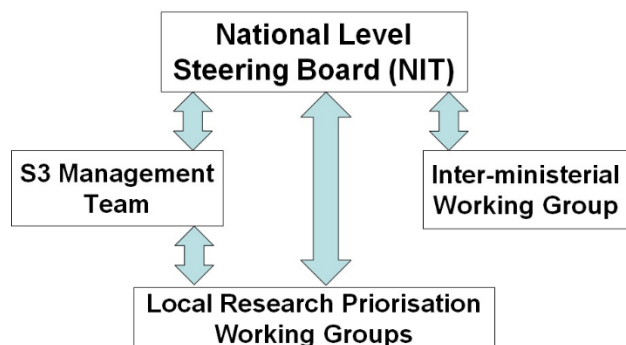 National Level
Steering Board (NIT)
S3 Management
Team
Inter-ministerial
Working Group
Local Research Priorisation
Working Groups